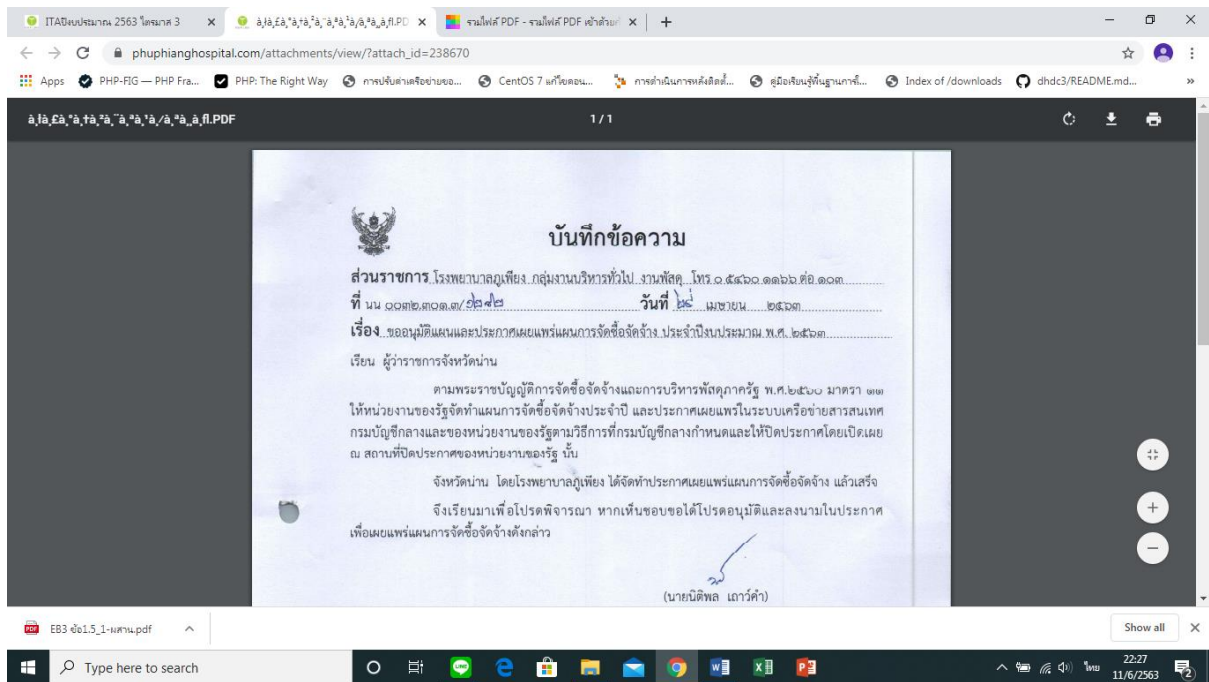 ITAปีงบประมาณ 2563 ไตรมาส 3
รวมไฟล์ PDF - รวมไฟล์ PDF เข้าด้วยก
phuphianghospital.com/attachments/view/?attach_id=238670
Apps PHP-FIG — PHP Fra... PHP: The Right Way การปรับค่าเครือข่ายขอ... CentOS 7 แก้ไขตอน... การดำเนินการหลังติดตั้... คู่มือเรียนรู้พื้นฐานการใ... Index of /downloads dhdc3/README.md... »
1 / 1
บันทึกข้อความ
ส่วนราชการ โรงพยาบาลภูเพียง กลุ่มงานบริหารทั่วไป งานพัสดุ โทร ๐ ๕๔๖๐ ๑๑๖๖ ต่อ ๑๐๓
ที่ นน ๐๐๓๒.๓๐๑.๓/ วันที่ ๒๘ เมษายน ๒๕๖๓
เรื่อง ขออนุมัติแผนและประกาศเผยแพร่แผนการจัดซื้อจัดจ้าง ประจำปีงบประมาณ พ.ศ. ๒๕๖๓
เรียน ผู้ว่าราชการจังหวัดน่าน
ตามพระราชบัญญัติการจัดซื้อจัดจ้างและการบริหารพัสดุภาครัฐ พ.ศ.๒๕๖๐ มาตรา ๑๑
ให้หน่วยงานของรัฐจัดทำแผนการจัดซื้อจัดจ้างประจำปี และประกาศเผยแพร่ในระบบเครือข่ายสารสนเทศ
กรมบัญชีกลางและของหน่วยงานของรัฐตามวิธีการที่กรมบัญชีกลางกำหนดและให้ปิดประกาศโดยเปิดเผย
ณ สถานที่ปิดประกาศของหน่วยงานของรัฐ นั้น
จังหวัดน่าน โดยโรงพยาบาลภูเพียง ได้จัดทำประกาศเผยแพร่แผนการจัดซื้อจัดจ้าง แล้วเสร็จ
จึงเรียนมาเพื่อโปรดพิจารณา หากเห็นชอบขอได้โปรดอนุมัติและลงนามในประกาศ
เพื่อเผยแพร่แผนการจัดซื้อจัดจ้างดังกล่าว
(นายนิติพล เถาว์คำ)
EB3 ข้อ1.5_1-ผสาน.pdf Show all
Type here to search ไทย 22:27
11/6/2563